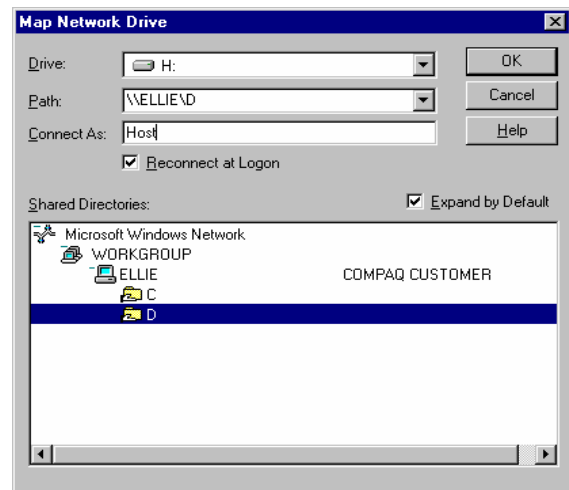 Map Network Drive
Drive: H: OK
Path: \\ELLIE\D Cancel
Connect As: Host Help
Reconnect at Logon
Shared Directories: Expand by Default
Microsoft Windows Network
WORKGROUP
ELLIE COMPAQ CUSTOMER
C
D